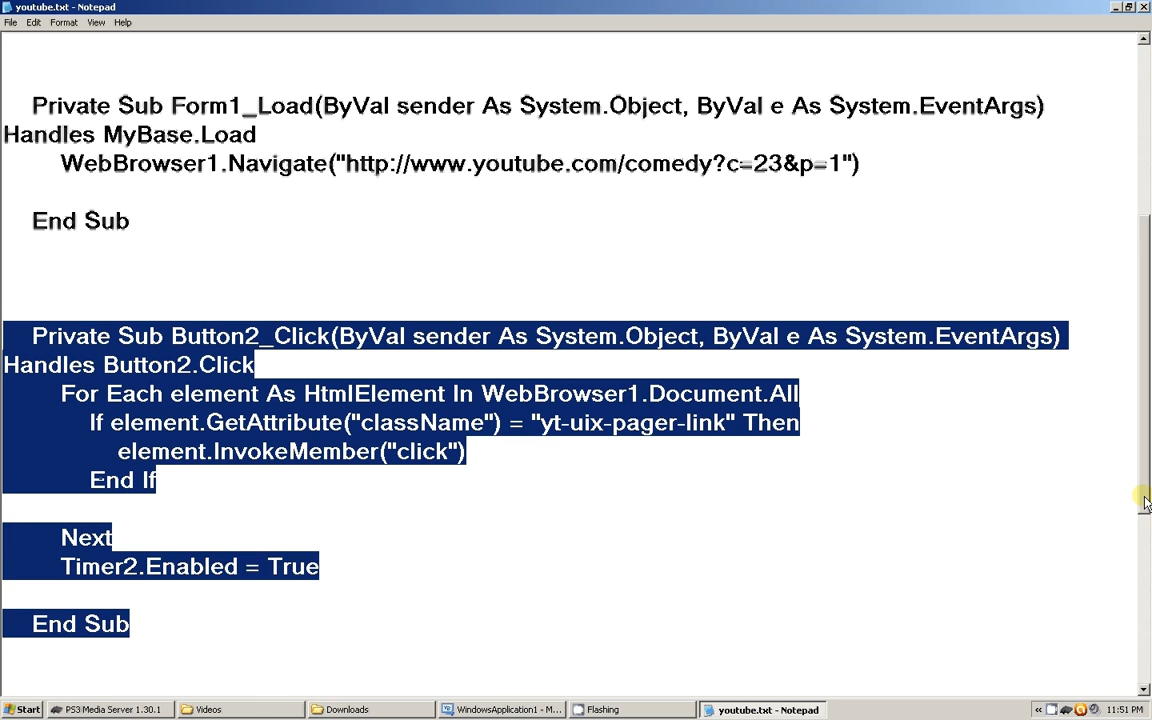 youtube.txt - Notepad
File Edit Format View Help
Private Sub Form1_Load(ByVal sender As System.Object, ByVal e As System.EventArgs)
Handles MyBase.Load
WebBrowser1.Navigate("http://www.youtube.com/comedy?c=23&p=1")
End Sub
Private Sub Button2_Click(ByVal sender As System.Object, ByVal e As System.EventArgs)
Handles Button2.Click
For Each element As HtmlElement In WebBrowser1.Document.All
If element.GetAttribute("className") = "yt-uix-pager-link" Then
element.InvokeMember("click")
End If
Next
Timer2.Enabled = True
End Sub
Start PS3 Media Server 1.30.1 Videos Downloads WindowsApplication1 - M... Flashing youtube.txt - Notepad « 11:51 PM